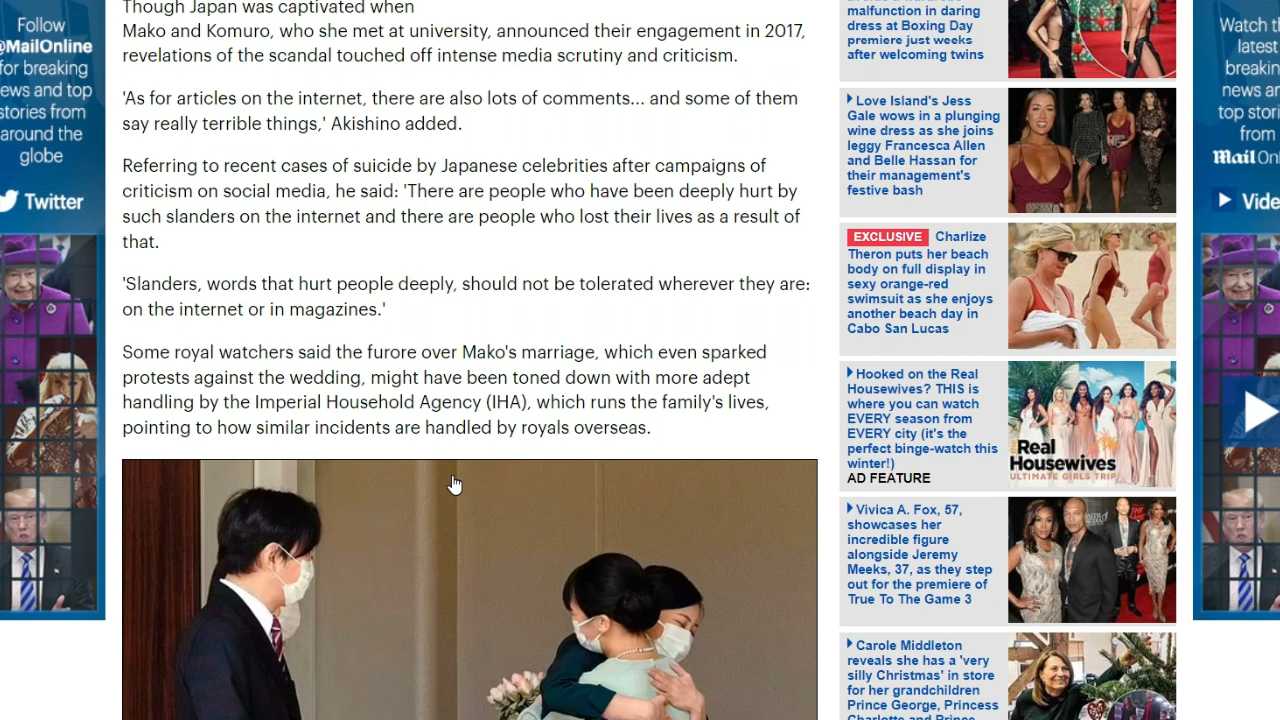 Follow
@MailOnline
for breaking
news and top
stories from
around the
globe
Twitter
Though Japan was captivated when
Mako and Komuro, who she met at university, announced their engagement in 2017,
revelations of the scandal touched off intense media scrutiny and criticism.
'As for articles on the internet, there are also lots of comments... and some of them
say really terrible things,' Akishino added.
Referring to recent cases of suicide by Japanese celebrities after campaigns of
criticism on social media, he said: 'There are people who have been deeply hurt by
such slanders on the internet and there are people who lost their lives as a result of
that.
'Slanders, words that hurt people deeply, should not be tolerated wherever they are:
on the internet or in magazines.'
Some royal watchers said the furore over Mako's marriage, which even sparked
protests against the wedding, might have been toned down with more adept
handling by the Imperial Household Agency (IHA), which runs the family's lives,
pointing to how similar incidents are handled by royals overseas.
malfunction in daring
dress at Boxing Day
premiere just weeks
after welcoming twins
Love Island's Jess
Gale wows in a plunging
wine dress as she joins
leggy Francesca Allen
and Belle Hassan for
their management's
festive bash
EXCLUSIVE Charlize
Theron puts her beach
body on full display in
sexy orange-red
swimsuit as she enjoys
another beach day in
Cabo San Lucas
Hooked on the Real
Housewives? THIS is
where you can watch
EVERY season from
EVERY city (it's the
perfect binge-watch this
winter!)
AD FEATURE
the
Real
Housewives
ULTIMATE GIRLS TRIP
Vivica A. Fox, 57,
showcases her
incredible figure
alongside Jeremy
Meeks, 37, as they step
out for the premiere of
True To The Game 3
Carole Middleton
reveals she has a 'very
silly Christmas' in store
for her grandchildren
Prince George, Princess
Charlotte and Prince
Watch th
latest
breakin
news an
top stori
from
Mail Onl
Vide